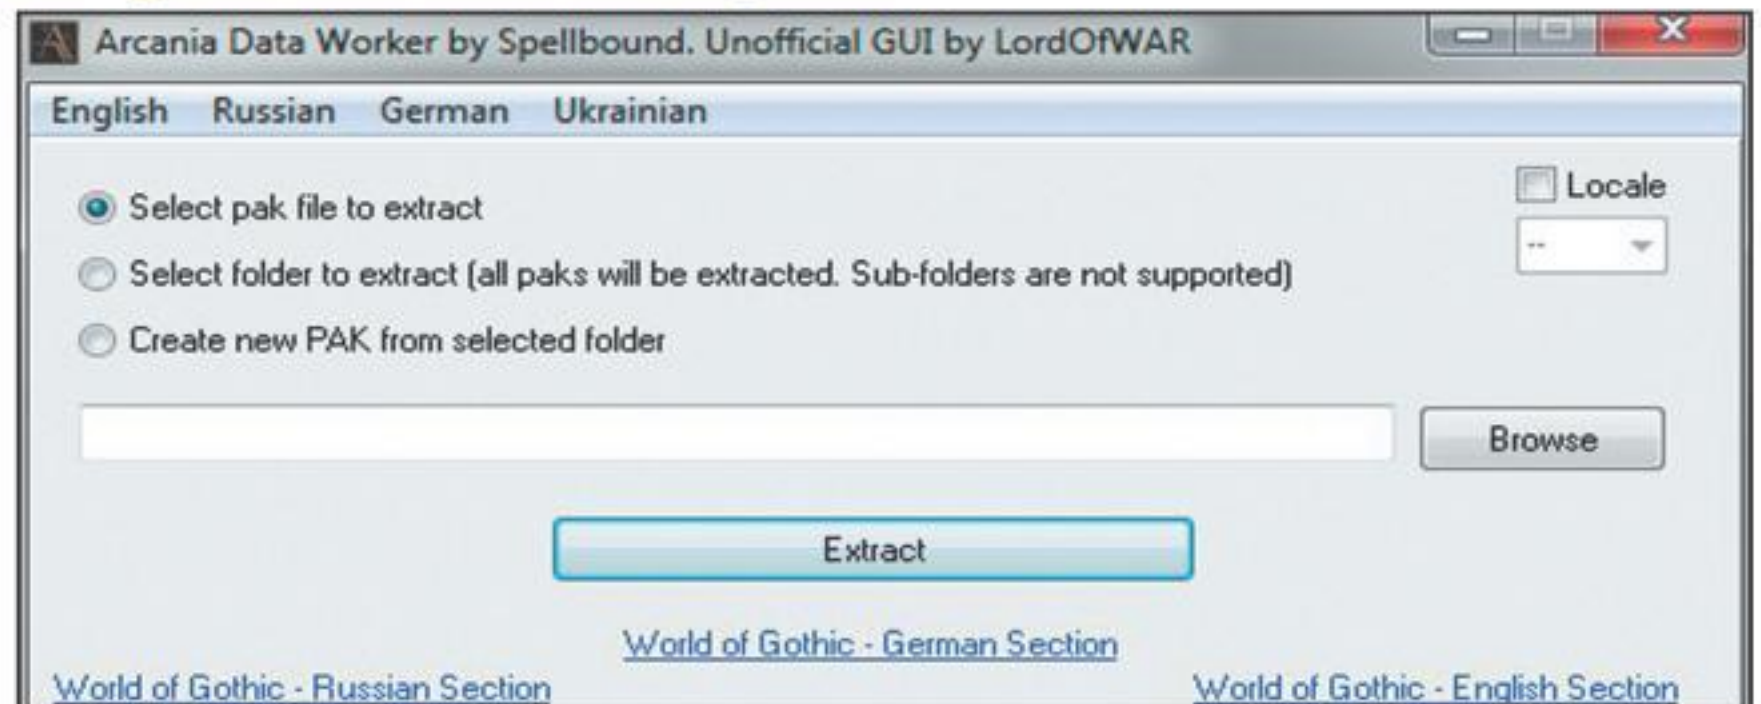 Arcania Data Worker by Spellbound. Unofficial GUI by LordOfWAR
English Russian German Ukrainian
Select pak file to extract
Locale
Select folder to extract (all paks will be extracted. Sub-folders are not supported)
--
Create new PAK from selected folder
Browse
Extract
World of Gothic - German Section
World of Gothic - Russian Section
World of Gothic - English Section